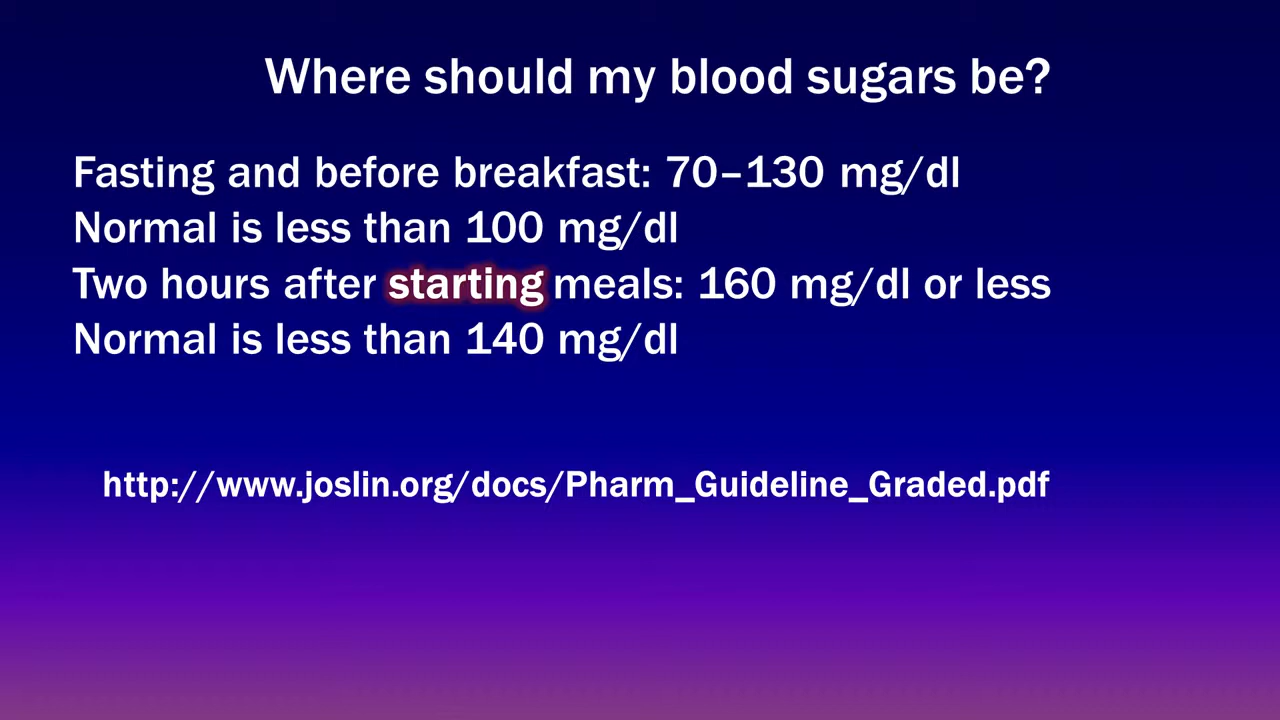 Where should my blood sugars be?
Fasting and before breakfast: 70–130 mg/dl
Normal is less than 100 mg/dl
Two hours after starting meals: 160 mg/dl or less
Normal is less than 140 mg/dl
http://www.joslin.org/docs/Pharm_Guideline_Graded.pdf